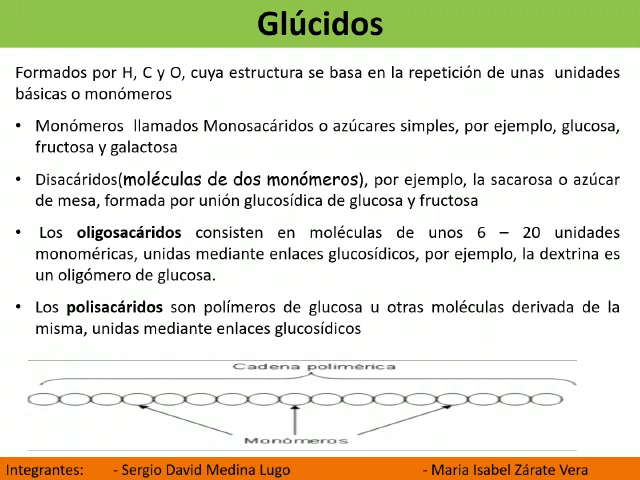 Glúcidos
Formados por H, C y O, cuya estructura se basa en la repetición de unas unidades
básicas o monómeros
• Monómeros llamados Monosacáridos o azúcares simples, por ejemplo, glucosa,
fructosa y galactosa
• Disacáridos(moléculas de dos monómeros), por ejemplo, la sacarosa o azúcar
de mesa, formada por unión glucosídica de glucosa y fructosa
• Los oligosacáridos consisten en moléculas de unos 6 – 20 unidades
monoméricas, unidas mediante enlaces glucosídicos, por ejemplo, la dextrina es
un oligómero de glucosa.
• Los polisacáridos son polímeros de glucosa u otras moléculas derivada de la
misma, unidas mediante enlaces glucosídicos
Cadena polimérica
Monómeros
Integrantes: - Sergio David Medina Lugo - Maria Isabel Zárate Vera